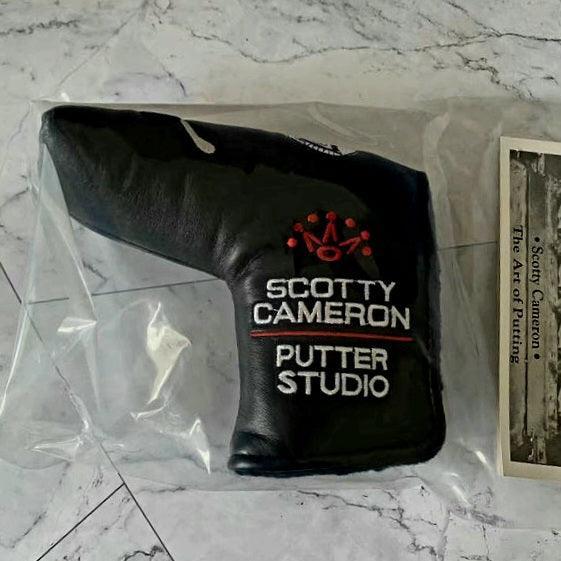 SCOTTY
CAMERON
PUTTER
STUDIO
• Scotty Cameron •
The Art of Putting